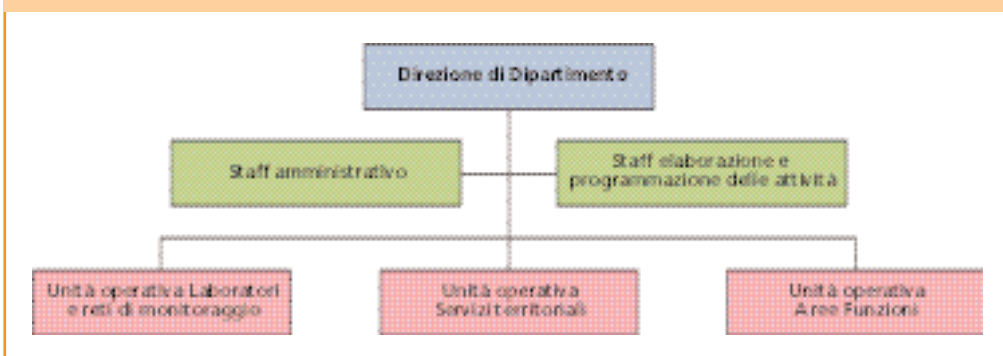 Direzione di Dipartimento
Staff amministrativo
Staff elaborazione e
programmazione delle attività
Unità operativa Laboratori
e reti di monitoraggio
Unità operativa
Servizi territoriali
Unità operativa
Aree Funzioni